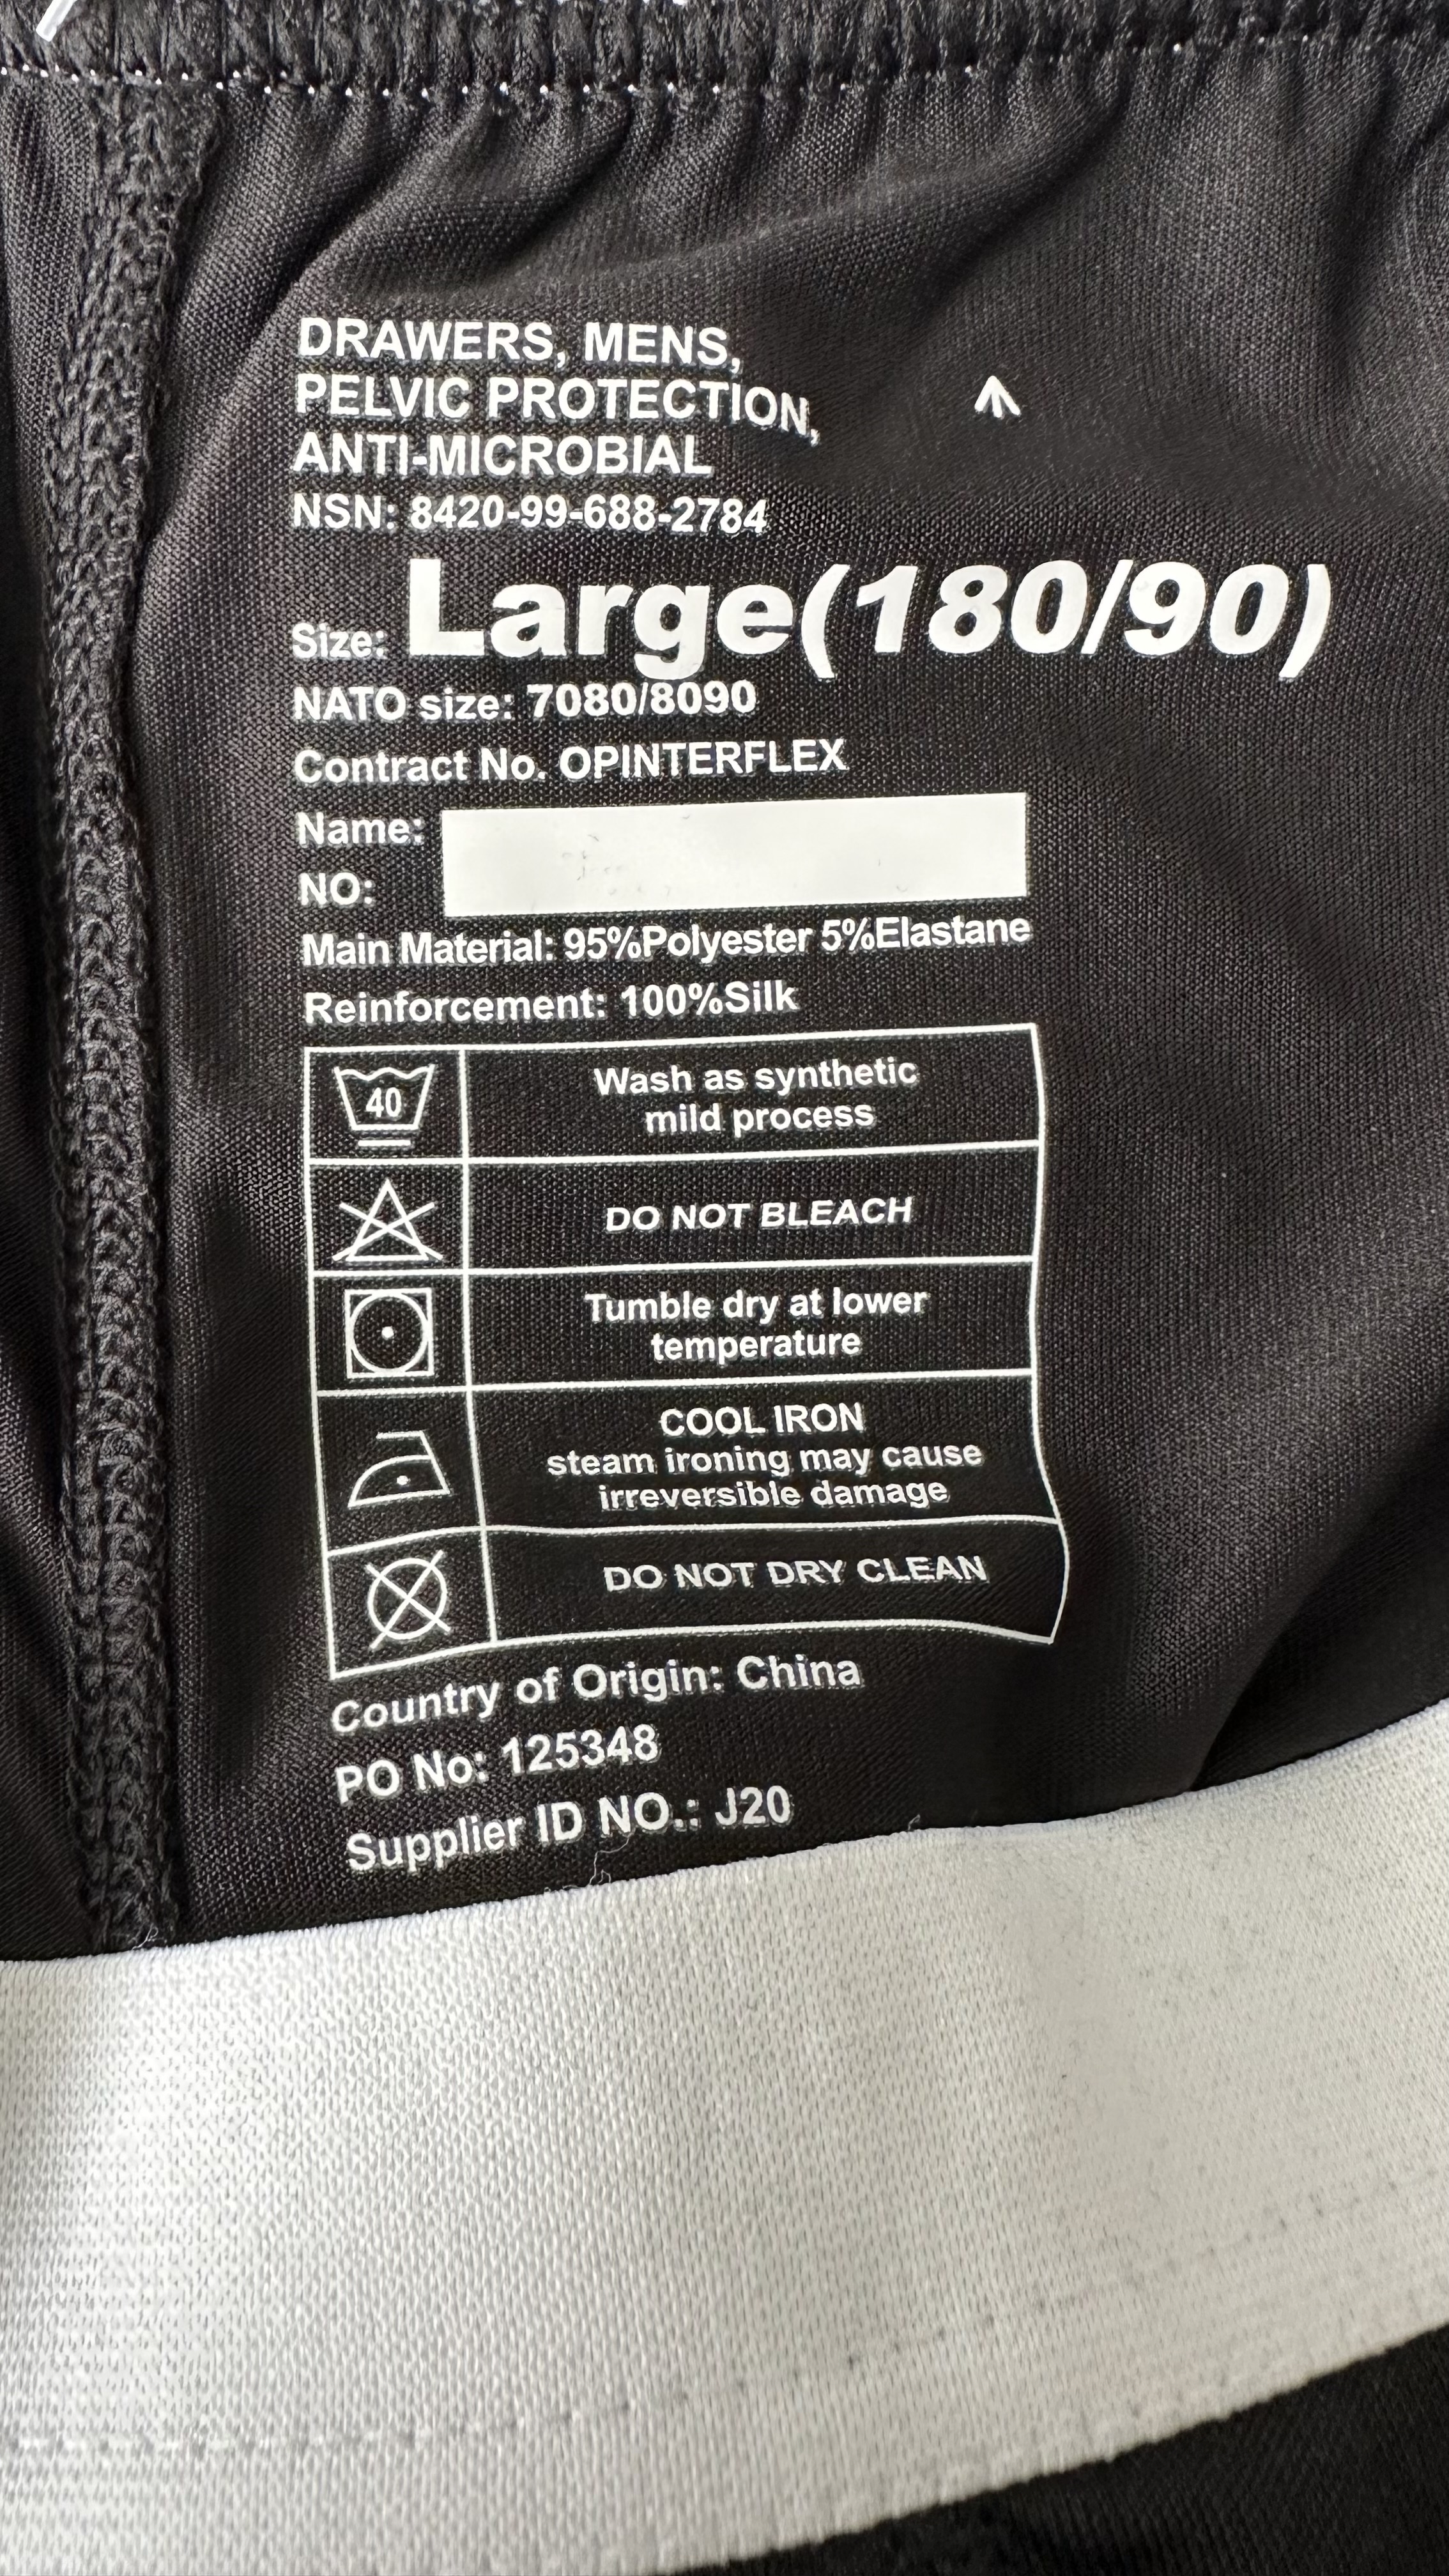 DRAWERS, MENS,
PELVIC PROTECTION,
ANTI-MICROBIAL
NSN: 8420-99-688-2784
Size: Large(180/90)
NATO size: 7080/8090
Contract No. OPINTERFLEX
Name:
NO:
Main Material: 95%Polyester 5%Elastane
Reinforcement: 100%Silk
40
Wash as synthetic
mild process
DO NOT BLEACH
Tumble dry at lower
temperature
COOL IRON
steam ironing may cause
irreversible damage
DO NOT DRY CLEAN
Country of Origin: China
PO No: 125348
Supplier ID NO.: J20